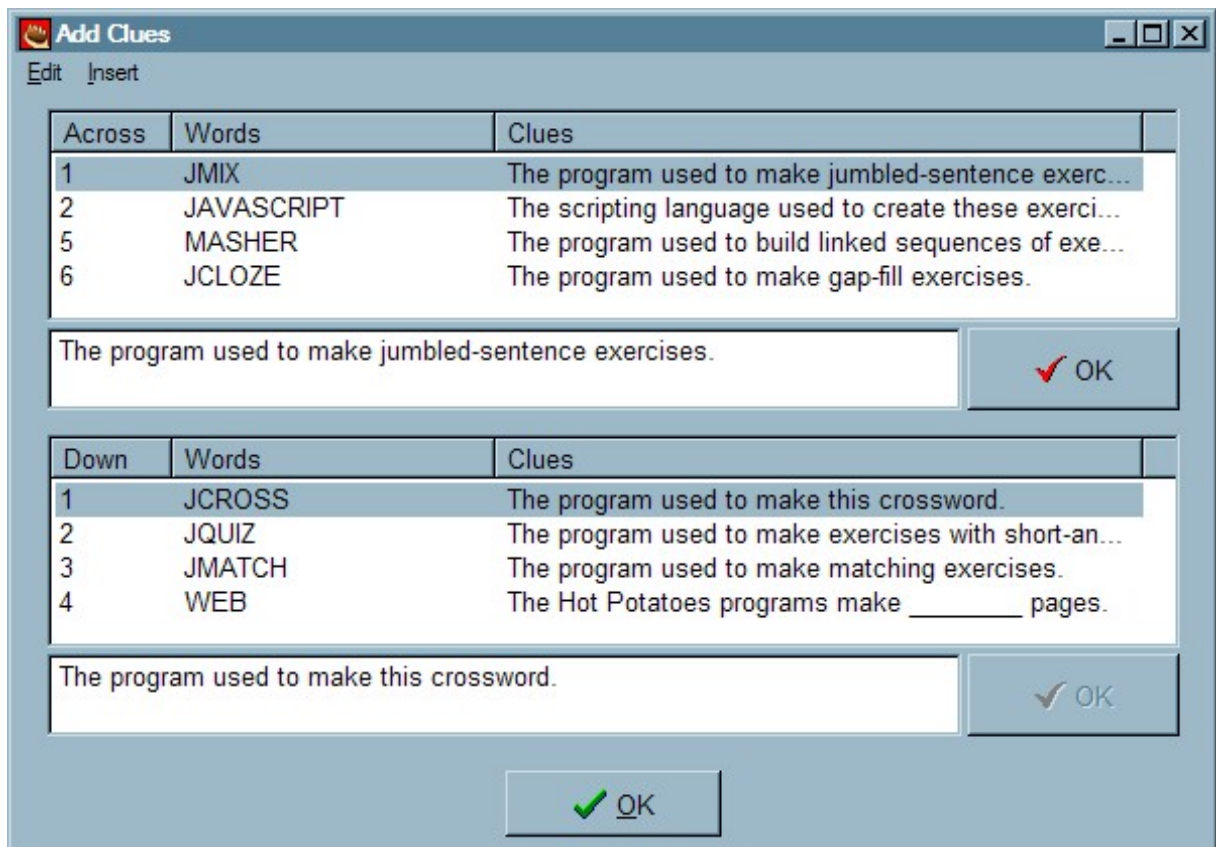 Add Clues
Edit Insert
Across Words Clues
1 JMIX The program used to make jumbled-sentence exerc...
2 JAVASCRIPT The scripting language used to create these exerci...
5 MASHER The program used to build linked sequences of exe...
6 JCLOZE The program used to make gap-fill exercises.
The program used to make jumbled-sentence exercises.
OK
Down Words Clues
1 JCROSS The program used to make this crossword.
2 JQUIZ The program used to make exercises with short-an...
3 JMATCH The program used to make matching exercises.
4 WEB The Hot Potatoes programs make ________ pages.
The program used to make this crossword.
OK
OK